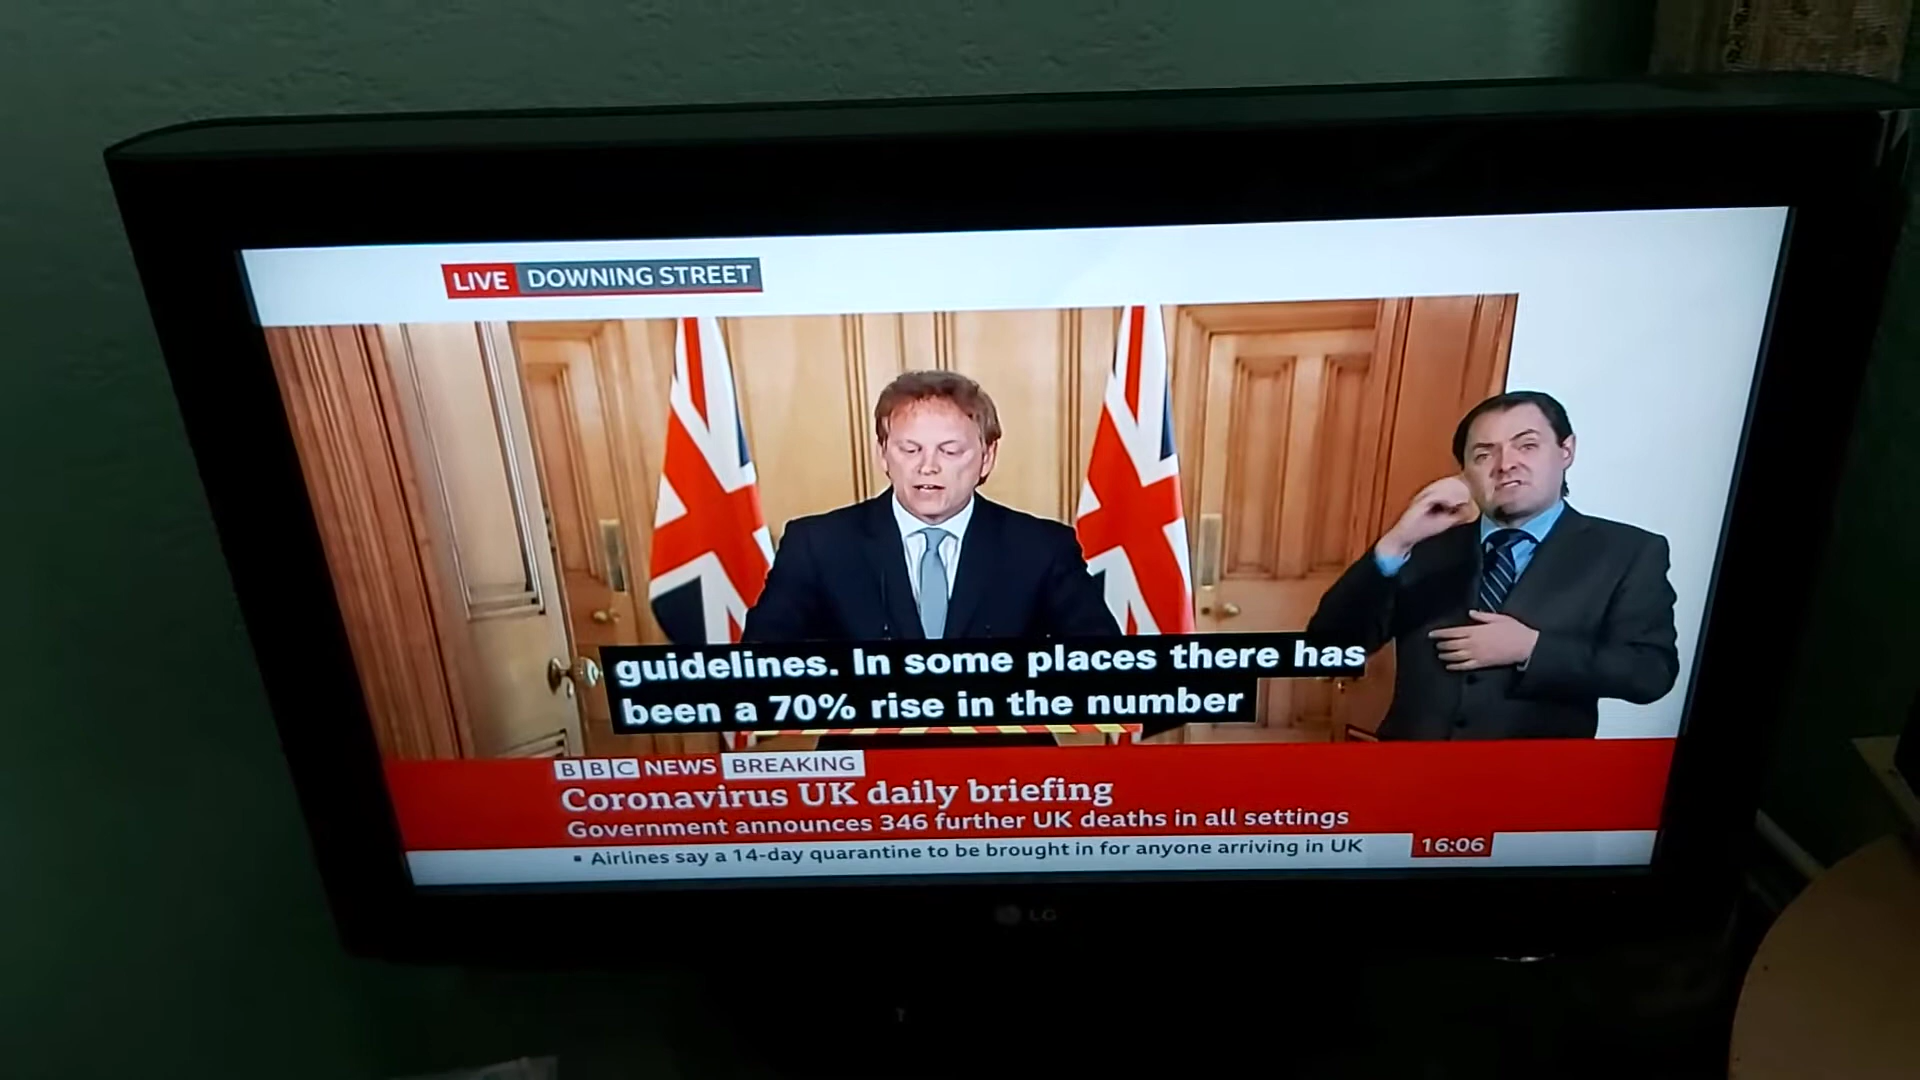 LIVE DOWNING STREET
guidelines. In some places there has
been a 70% rise in the number
BBC NEWS BREAKING
Coronavirus UK daily briefing
Government announces 346 further UK deaths in all settings
▪ Airlines say a 14-day quarantine to be brought in for anyone arriving in UK
16:06
LG